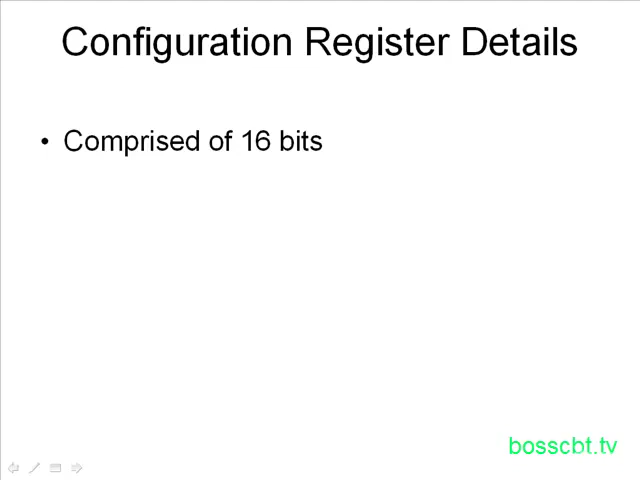 Configuration Register Details
• Comprised of 16 bits
bosscbt.tv